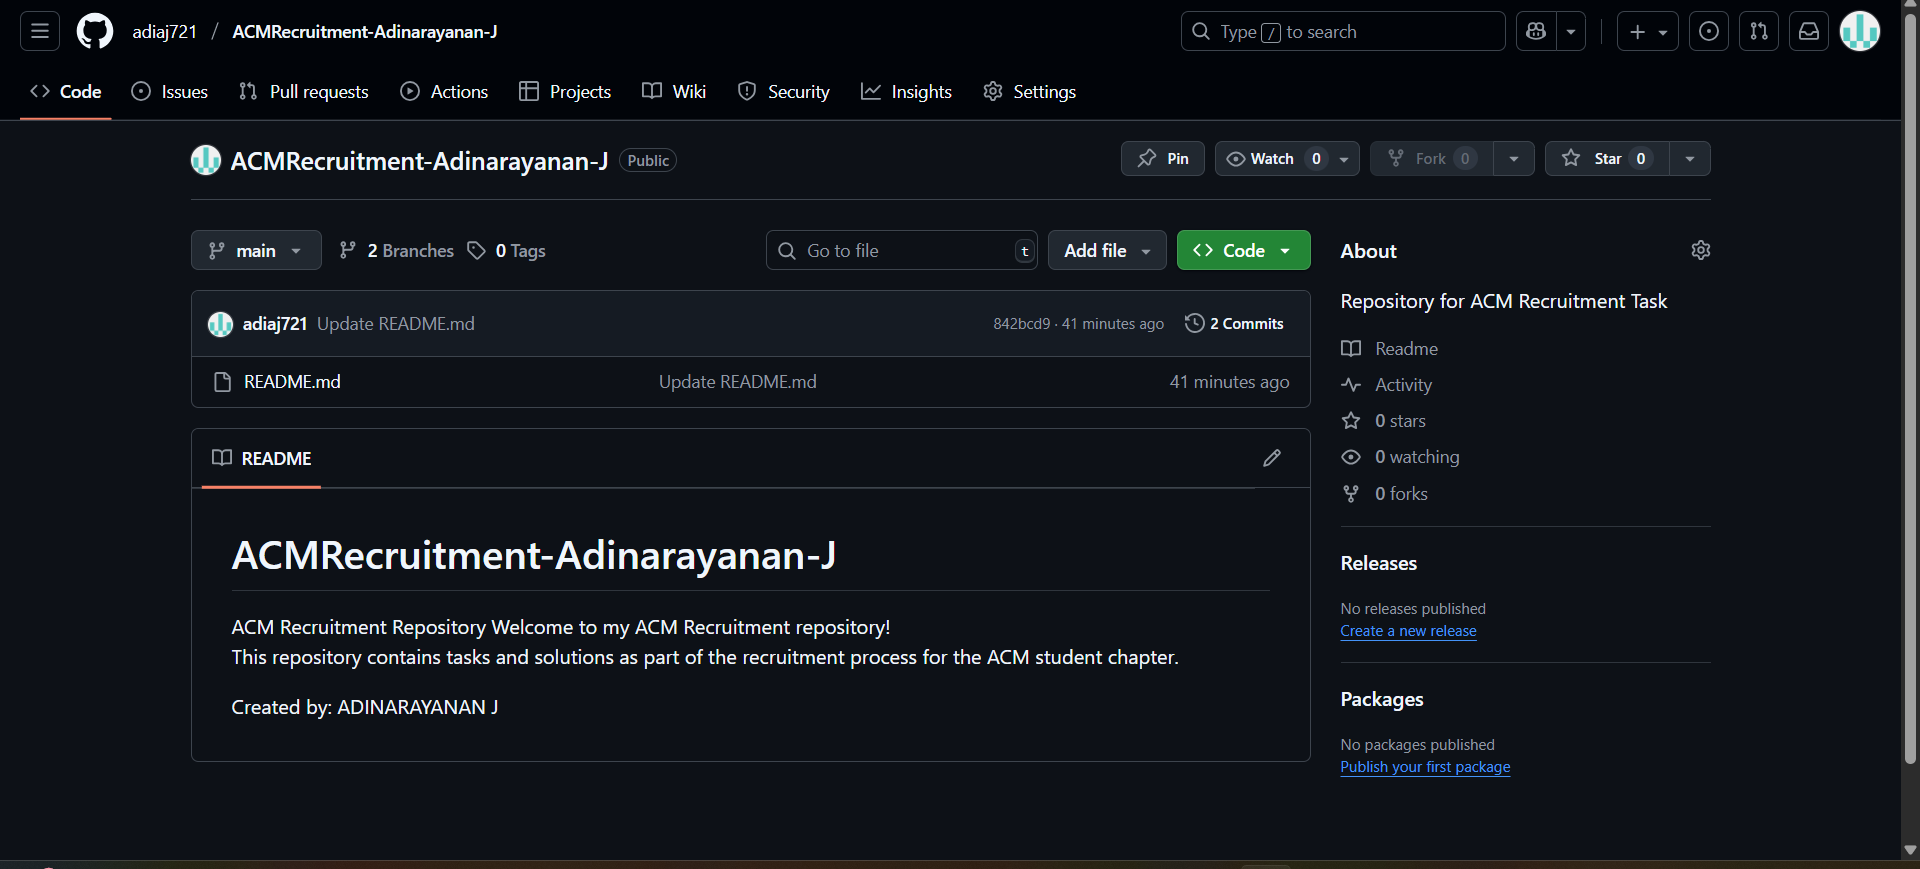 adiaj721 / ACMRecruitment-Adinarayanan-J
Type / to search
Code Issues Pull requests Actions Projects Wiki Security Insights Settings
ACMRecruitment-Adinarayanan-J Public
Pin Watch 0 Fork 0 Star 0
main 2 Branches 0 Tags
Go to file t Add file Code
adiaj721 Update README.md 842bcd9 · 41 minutes ago 2 Commits
README.md Update README.md 41 minutes ago
README
ACMRecruitment-Adinarayanan-J
ACM Recruitment Repository Welcome to my ACM Recruitment repository!
This repository contains tasks and solutions as part of the recruitment process for the ACM student chapter.
Created by: ADINARAYANAN J
About
Repository for ACM Recruitment Task
Readme
Activity
0 stars
0 watching
0 forks
Releases
No releases published
Create a new release
Packages
No packages published
Publish your first package